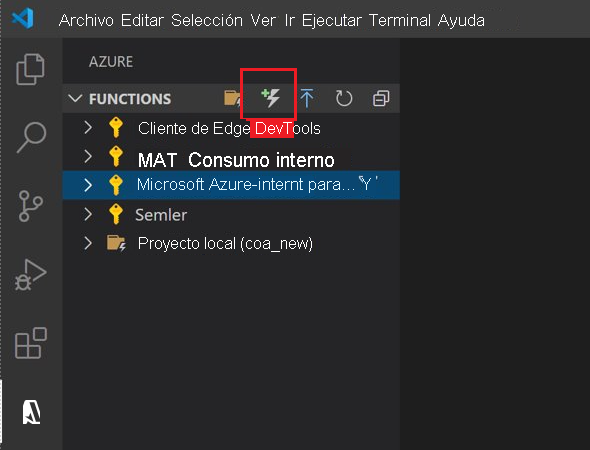 Archivo Editar Selección Ver Ir Ejecutar Terminal Ayuda
AZURE
FUNCTIONS
Cliente de Edge DevTools
MAT Consumo interno
Microsoft Azure-internt para...
Semler
Proyecto local (coa_new)